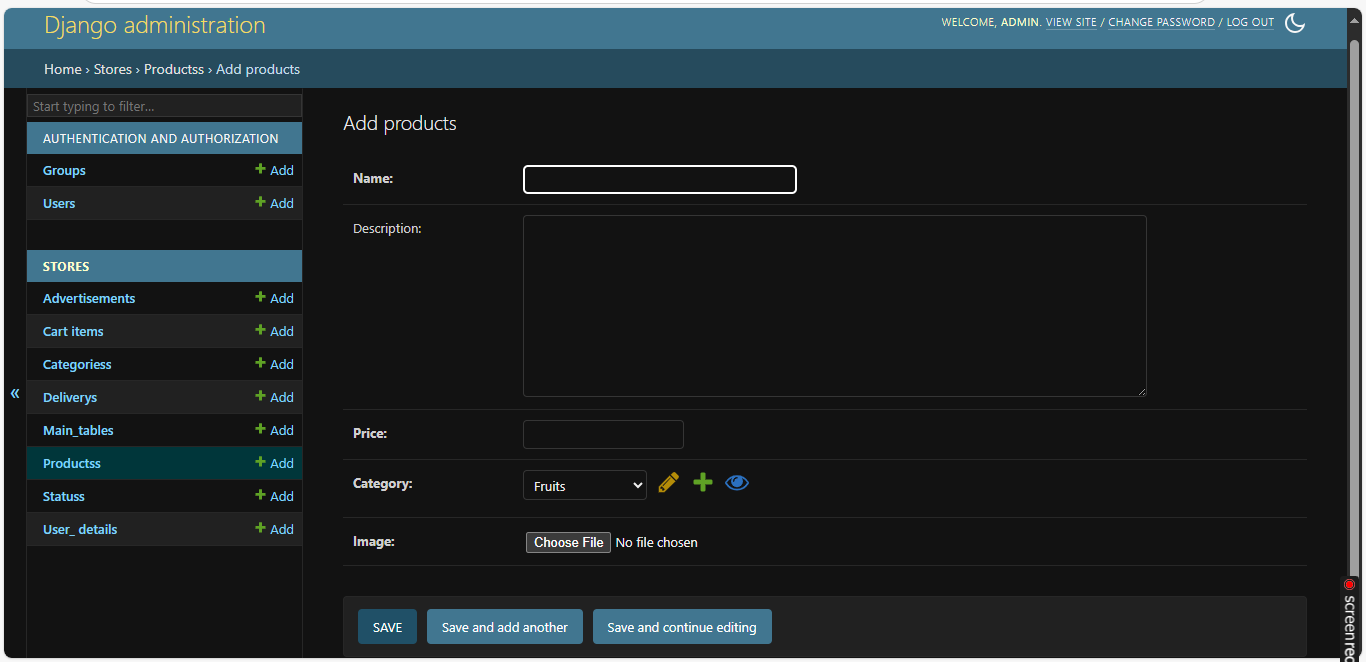 Django administration
WELCOME, ADMIN. VIEW SITE / CHANGE PASSWORD / LOG OUT
Home › Stores › Productss › Add products
Start typing to filter...
AUTHENTICATION AND AUTHORIZATION
Groups + Add
Users + Add
STORES
Advertisements + Add
Cart items + Add
Categoriess + Add
Deliverys + Add
Main_tables + Add
Productss + Add
Statuss + Add
User_ details + Add
«
Add products
Name:
Description:
Price:
Category: Fruits
Image: Choose File No file chosen
SAVE Save and add another Save and continue editing
screen rec